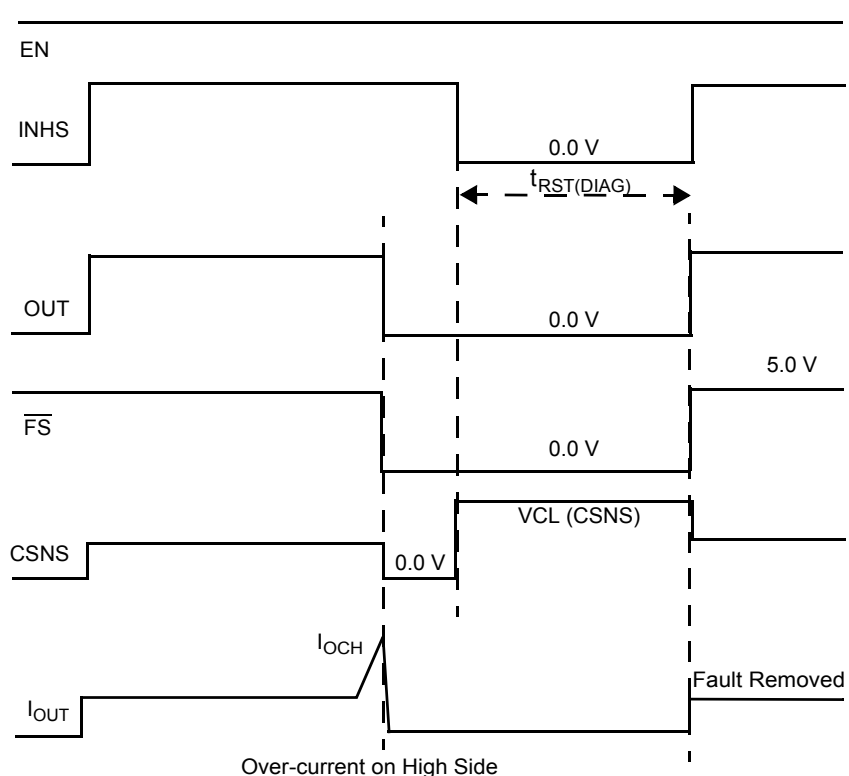 EN
INHS
0.0 V
tRST(DIAG)
OUT
0.0 V
5.0 V
FS
0.0 V
VCL (CSNS)
CSNS
0.0 V
IOCH
Fault Removed
IOUT
Over-current on High Side